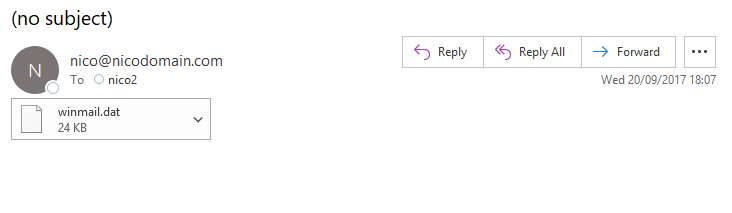 (no subject)
N
nico@nicodomain.com
To nico2
Reply Reply All Forward ...
Wed 20/09/2017 18:07
winmail.dat
24 KB